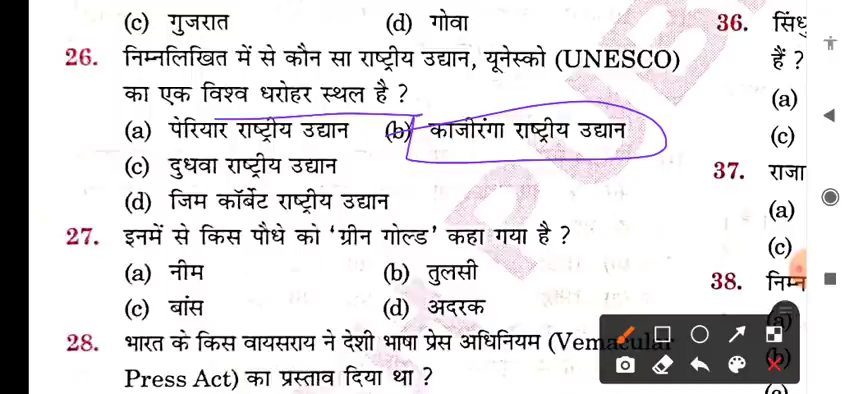 (c) गुजरात (d) गोवा
26. निम्नलिखित में से कौन सा राष्ट्रीय उद्यान, यूनेस्को (UNESCO)
का एक विश्व धरोहर स्थल है ?
(a) पेरियार राष्ट्रीय उद्यान (b) काजीरंगा राष्ट्रीय उद्यान
(c) दुधवा राष्ट्रीय उद्यान
(d) जिम कॉर्बेट राष्ट्रीय उद्यान
27. इनमें से किस पौधे को ‘ग्रीन गोल्ड’ कहा गया है ?
(a) नीम (b) तुलसी
(c) बांस (d) अदरक
28. भारत के किस वायसराय ने देशी भाषा प्रेस अधिनियम (Vernacular
Press Act) का प्रस्ताव दिया था ?
36. सिंधु
हैं ?
(a)
(c)
37. राजा
(a)
(c)
38. निम्न
(a)
(b)